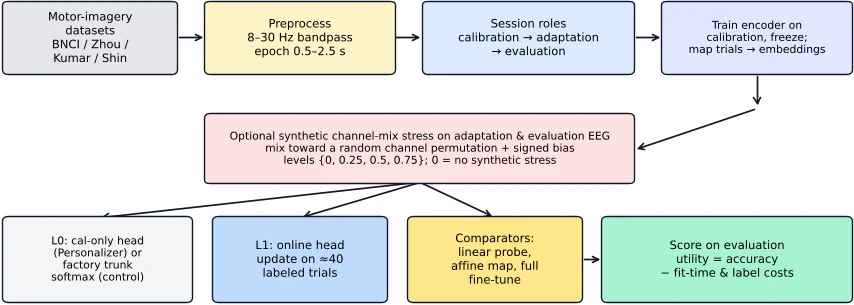 Motor-imagery
datasets
BNCI / Zhou /
Kumar / Shin
Preprocess
8–30 Hz bandpass
epoch 0.5–2.5 s
Session roles
calibration → adaptation
→ evaluation
Train encoder on
calibration, freeze;
map trials → embeddings
Optional synthetic channel-mix stress on adaptation & evaluation EEG
mix toward a random channel permutation + signed bias
levels {0, 0.25, 0.5, 0.75}; 0 = no synthetic stress
L0: cal-only head
(Personalizer) or
factory trunk
softmax (control)
L1: online head
update on ≈40
labeled trials
Comparators:
linear probe,
affine map, full
fine-tune
Score on evaluation
utility = accuracy
− fit-time & label costs